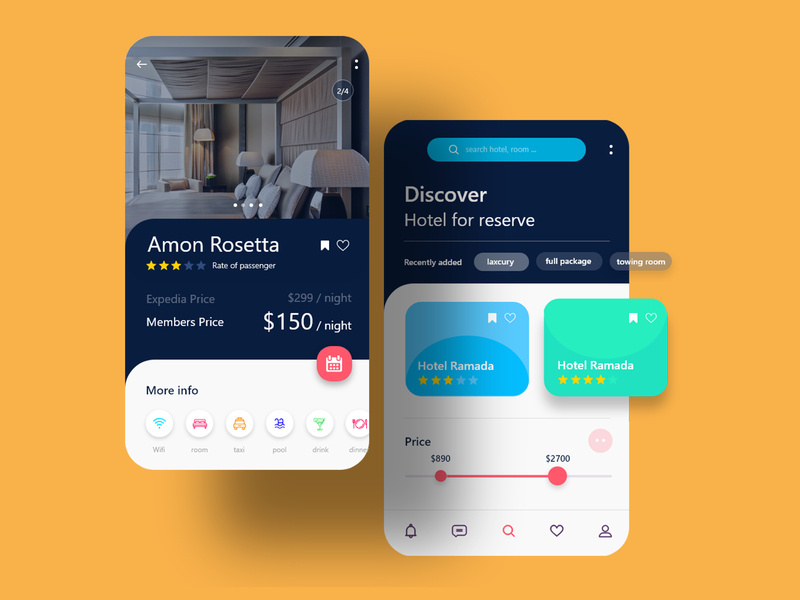 2/4
Amon Rosetta
Rate of passenger
Expedia Price $299 / night
Members Price $150 / night
More info
Wifi room taxi pool drink dinne
search hotel, room ...
Discover
Hotel for reserve
Recently added laxcury full package towing room
Hotel Ramada Hotel Ramada
Price
$890 $2700